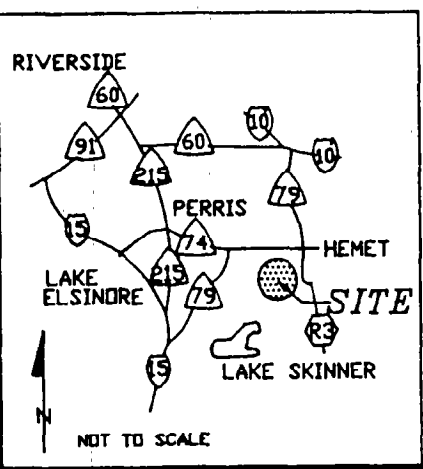 RIVERSIDE
60
10
91
60
10
215
79
PERRIS
15
74
HEMET
LAKE
ELSINORE
215
79
SITE
R3
15
LAKE SKINNER
N
NOT TO SCALE